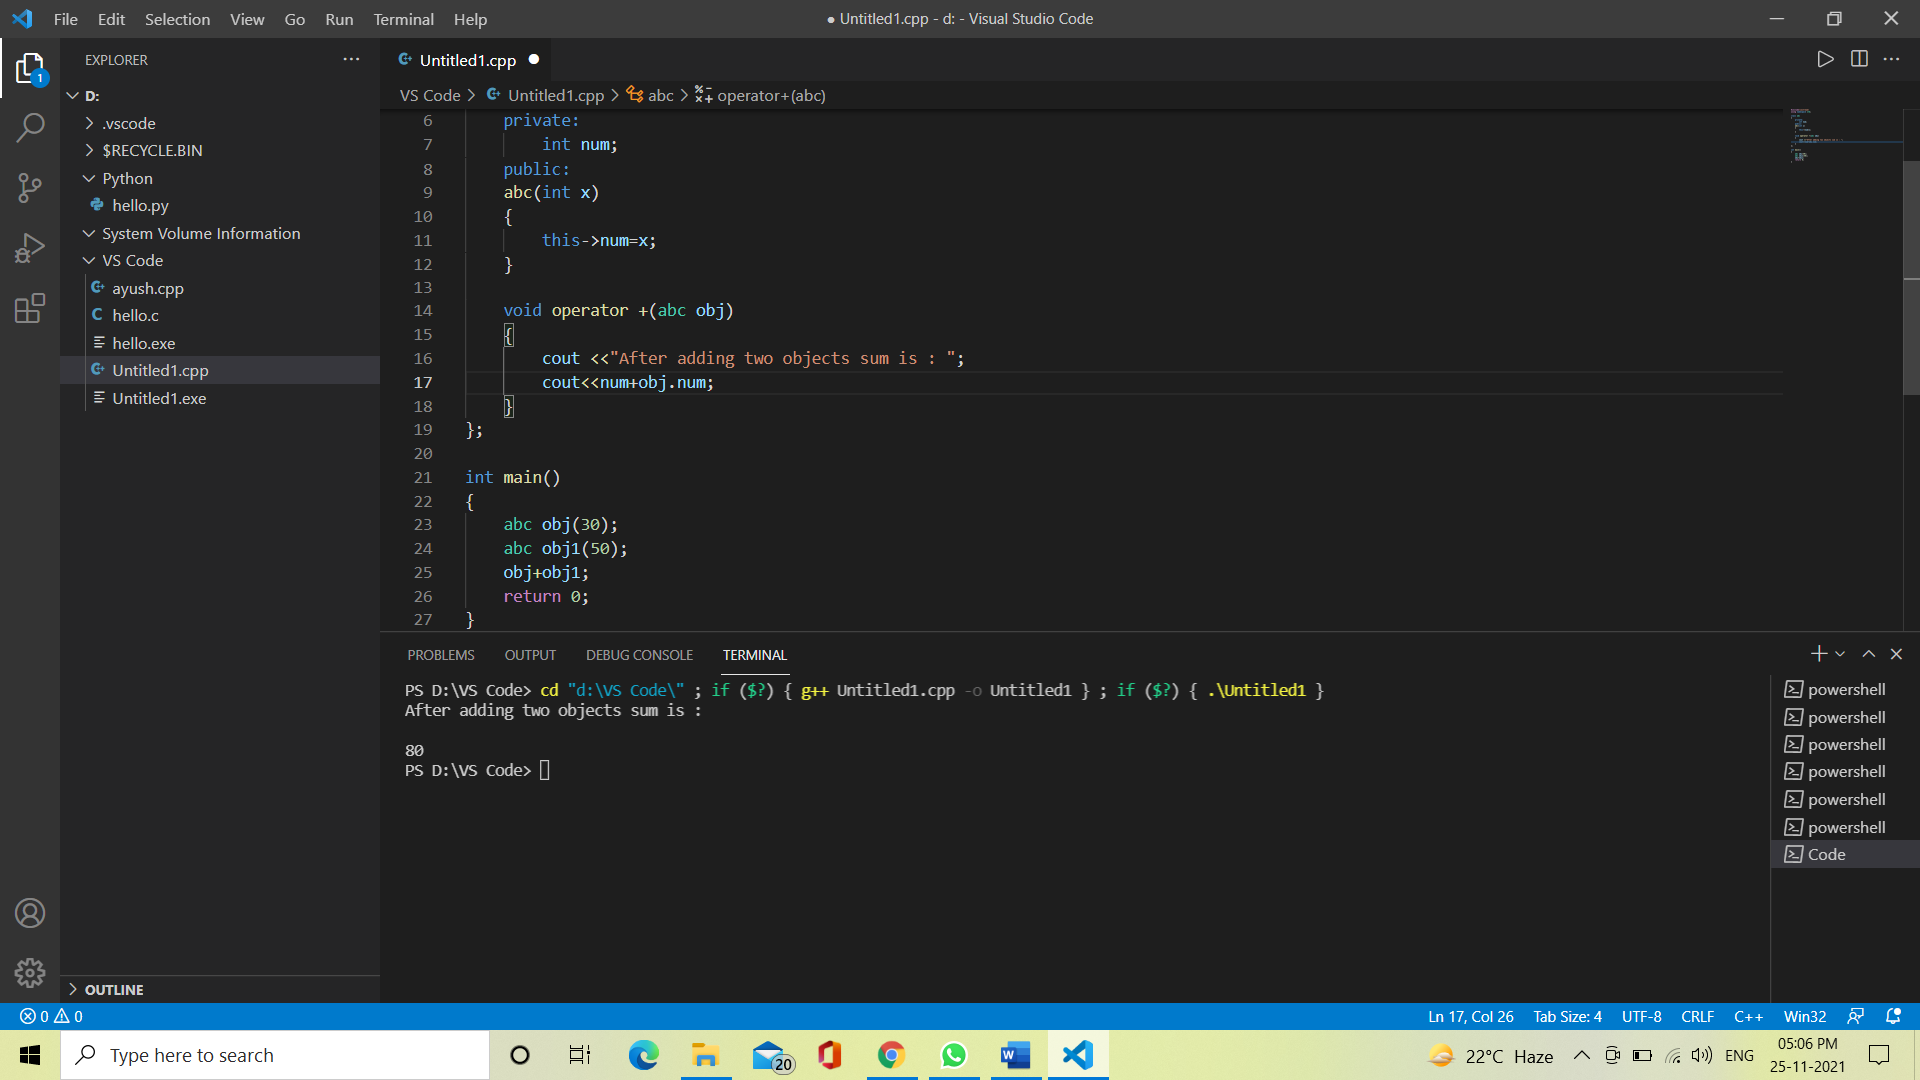 File Edit Selection View Go Run Terminal Help
● Untitled1.cpp - d: - Visual Studio Code
EXPLORER
1
D:
.vscode
$RECYCLE.BIN
Python
hello.py
System Volume Information
VS Code
ayush.cpp
hello.c
hello.exe
Untitled1.cpp
Untitled1.exe
OUTLINE
Untitled1.cpp ●
VS Code > Untitled1.cpp > abc > operator+(abc)
6 private:
7 int num;
8 public:
9 abc(int x)
10 {
11 this->num=x;
12 }
13
14 void operator +(abc obj)
15 {
16 cout <<"After adding two objects sum is : ";
17 cout<<num+obj.num;
18 }
19 };
20
21 int main()
22 {
23 abc obj(30);
24 abc obj1(50);
25 obj+obj1;
26 return 0;
27 }
PROBLEMS OUTPUT DEBUG CONSOLE TERMINAL
PS D:\VS Code> cd "d:\VS Code\" ; if ($?) { g++ Untitled1.cpp -o Untitled1 } ; if ($?) { .\Untitled1 }
After adding two objects sum is :
80
PS D:\VS Code>
powershell
powershell
powershell
powershell
powershell
powershell
Code
0 0
Ln 17, Col 26 Tab Size: 4 UTF-8 CRLF C++ Win32
Type here to search
20
22°C Haze
ENG
05:06 PM
25-11-2021